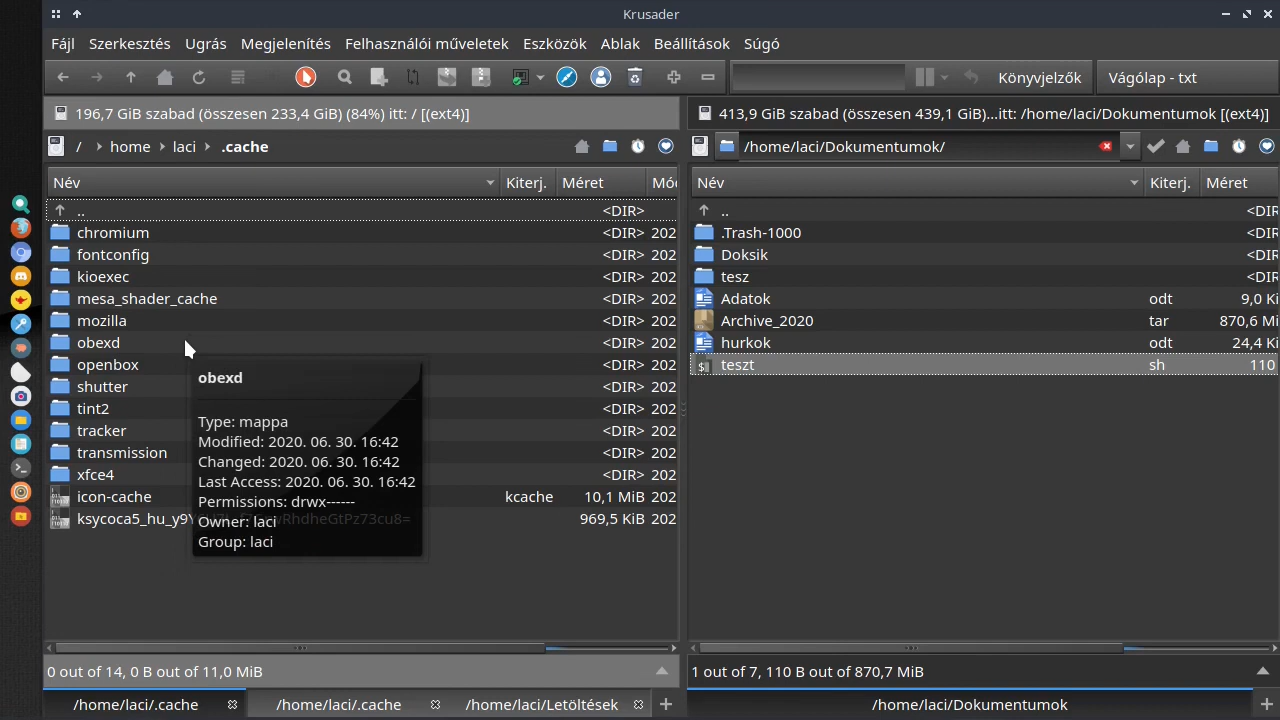 Krusader
Fájl Szerkesztés Ugrás Megjelenítés Felhasználói műveletek Eszközök Ablak Beállítások Súgó
Könyvjelzők Vágólap - txt
196,7 GiB szabad (összesen 233,4 GiB) (84%) itt: / [(ext4)]
/ home laci .cache
Név Kiterj. Méret Mód
.. <DIR>
chromium <DIR> 202
fontconfig <DIR> 202
kioexec <DIR> 202
mesa_shader_cache <DIR> 202
mozilla <DIR> 202
obexd <DIR> 202
openbox <DIR> 202
shutter <DIR> 202
tint2 <DIR> 202
tracker <DIR> 202
transmission <DIR> 202
xfce4 <DIR> 202
icon-cache kcache 10,1 MiB 202
969,5 KiB 202
obexd
Type: mappa
Modified: 2020. 06. 30. 16:42
Changed: 2020. 06. 30. 16:42
Last Access: 2020. 06. 30. 16:42
Permissions: drwx------
Owner: laci
Group: laci
0 out of 14, 0 B out of 11,0 MiB
/home/laci/.cache /home/laci/.cache /home/laci/Letöltések
413,9 GiB szabad (összesen 439,1 GiB)...itt: /home/laci/Dokumentumok [(ext4)]
/home/laci/Dokumentumok/
Név Kiterj. Méret
.. <DIR
.Trash-1000 <DIR
Doksik <DIR
tesz <DIR
Adatok odt 9,0 Ki
Archive_2020 tar 870,6 Mi
hurkok odt 24,4 Ki
teszt sh 110
1 out of 7, 110 B out of 870,7 MiB
/home/laci/Dokumentumok